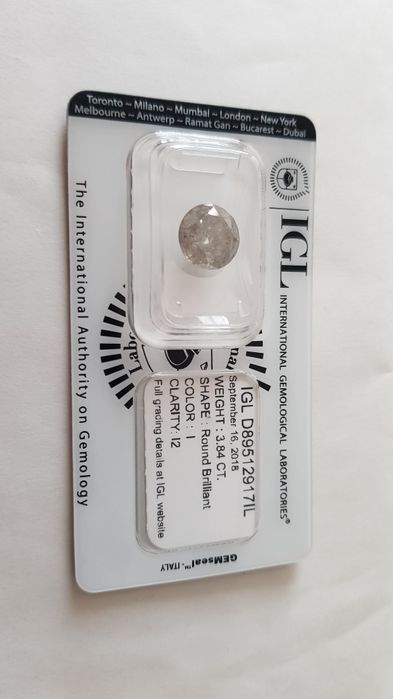 Toronto ~ Milano ~ Mumbai ~ London ~ New York
Melbourne ~ Antwerp ~ Ramat Gan ~ Bucarest ~ Dubai
IGL
INTERNATIONAL GEMOLOGICAL LABORATORIES®
The International Authority on Gemology
IGL D89512917IL
September 16, 2018
WEIGHT : 3.84 CT.
SHAPE : Round Brilliant
COLOR : I
CLARITY: I2
Full grading details at IGL website
GEMseal™ - ITALY